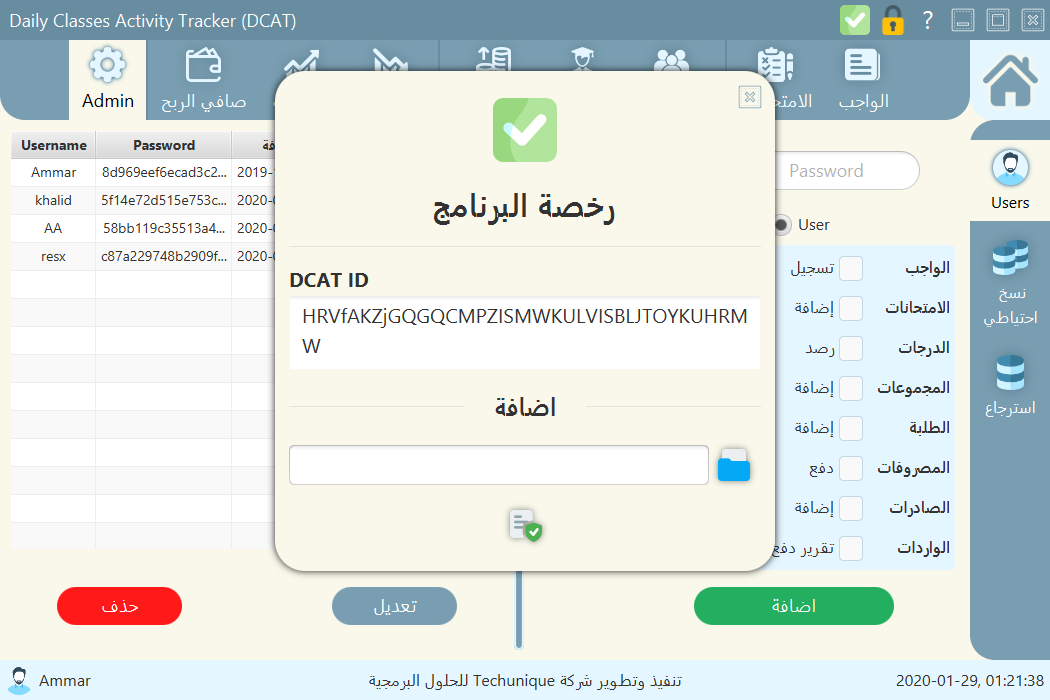 Daily Classes Activity Tracker (DCAT)
?
Admin
صافي الربح
الواجب
Users
نسخ
احتياطي
استرجاع
Username Password
Ammar 8d969eef6ecad3c2... 2019-
khalid 5f14e72d515e753c... 2020-
AA 58bb119c35513a4... 2020-
resx c87a229748b2909f... 2020-
رخصة البرنامج
DCAT ID
HRVfAKZjGQGQCMPZISMWKULVISBLJTOYKUHRM
W
اضافة
Password
User
الواجب تسجيل
الامتحانات إضافة
الدرجات رصد
المجموعات إضافة
الطلبة إضافة
المصروفات دفع
الصادرات إضافة
الواردات تقرير دفع
حذف
تعديل
اضافة
Ammar
تنفيذ وتطوير شركة Techunique للحلول البرمجية
2020-01-29, 01:21:38